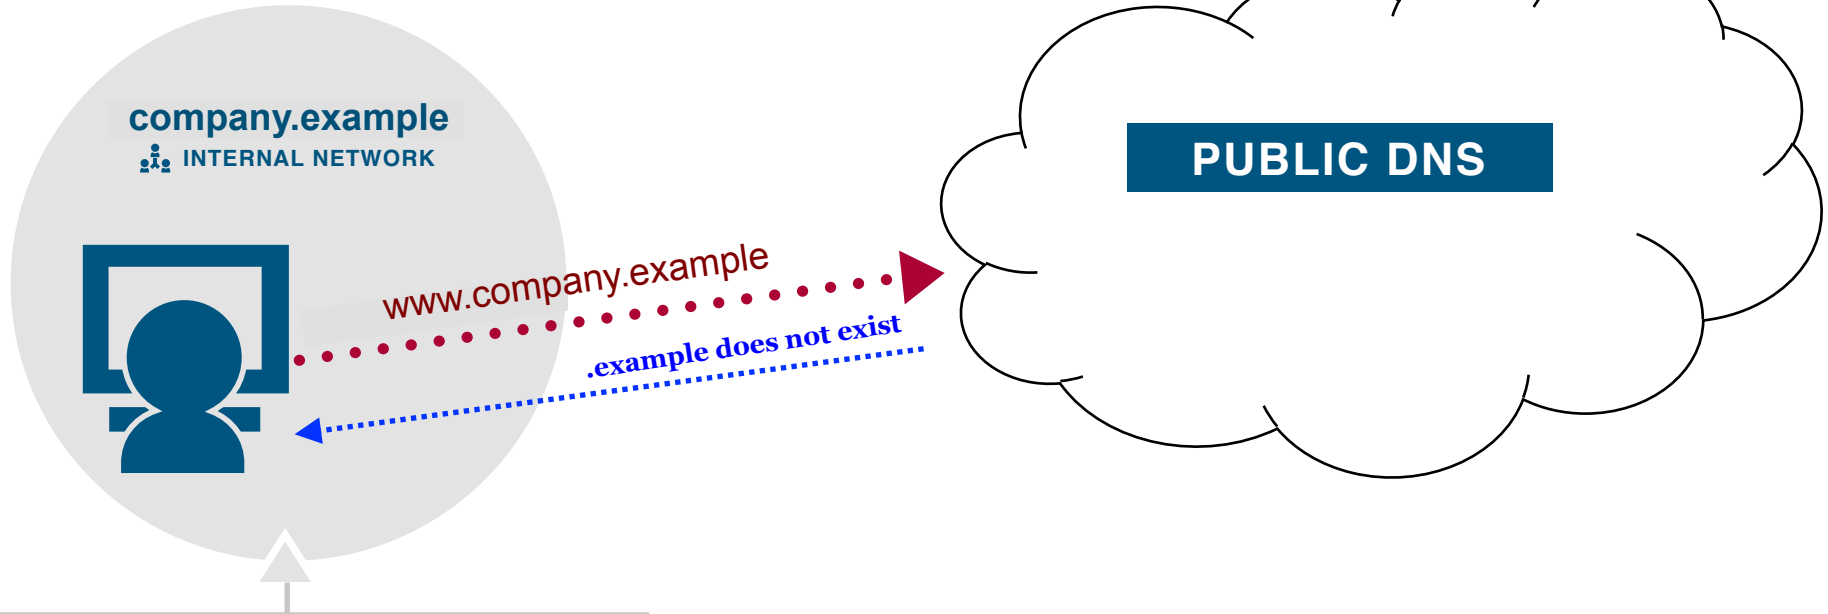 company.example
INTERNAL NETWORK
PUBLIC DNS
www.company.example
.example does not exist